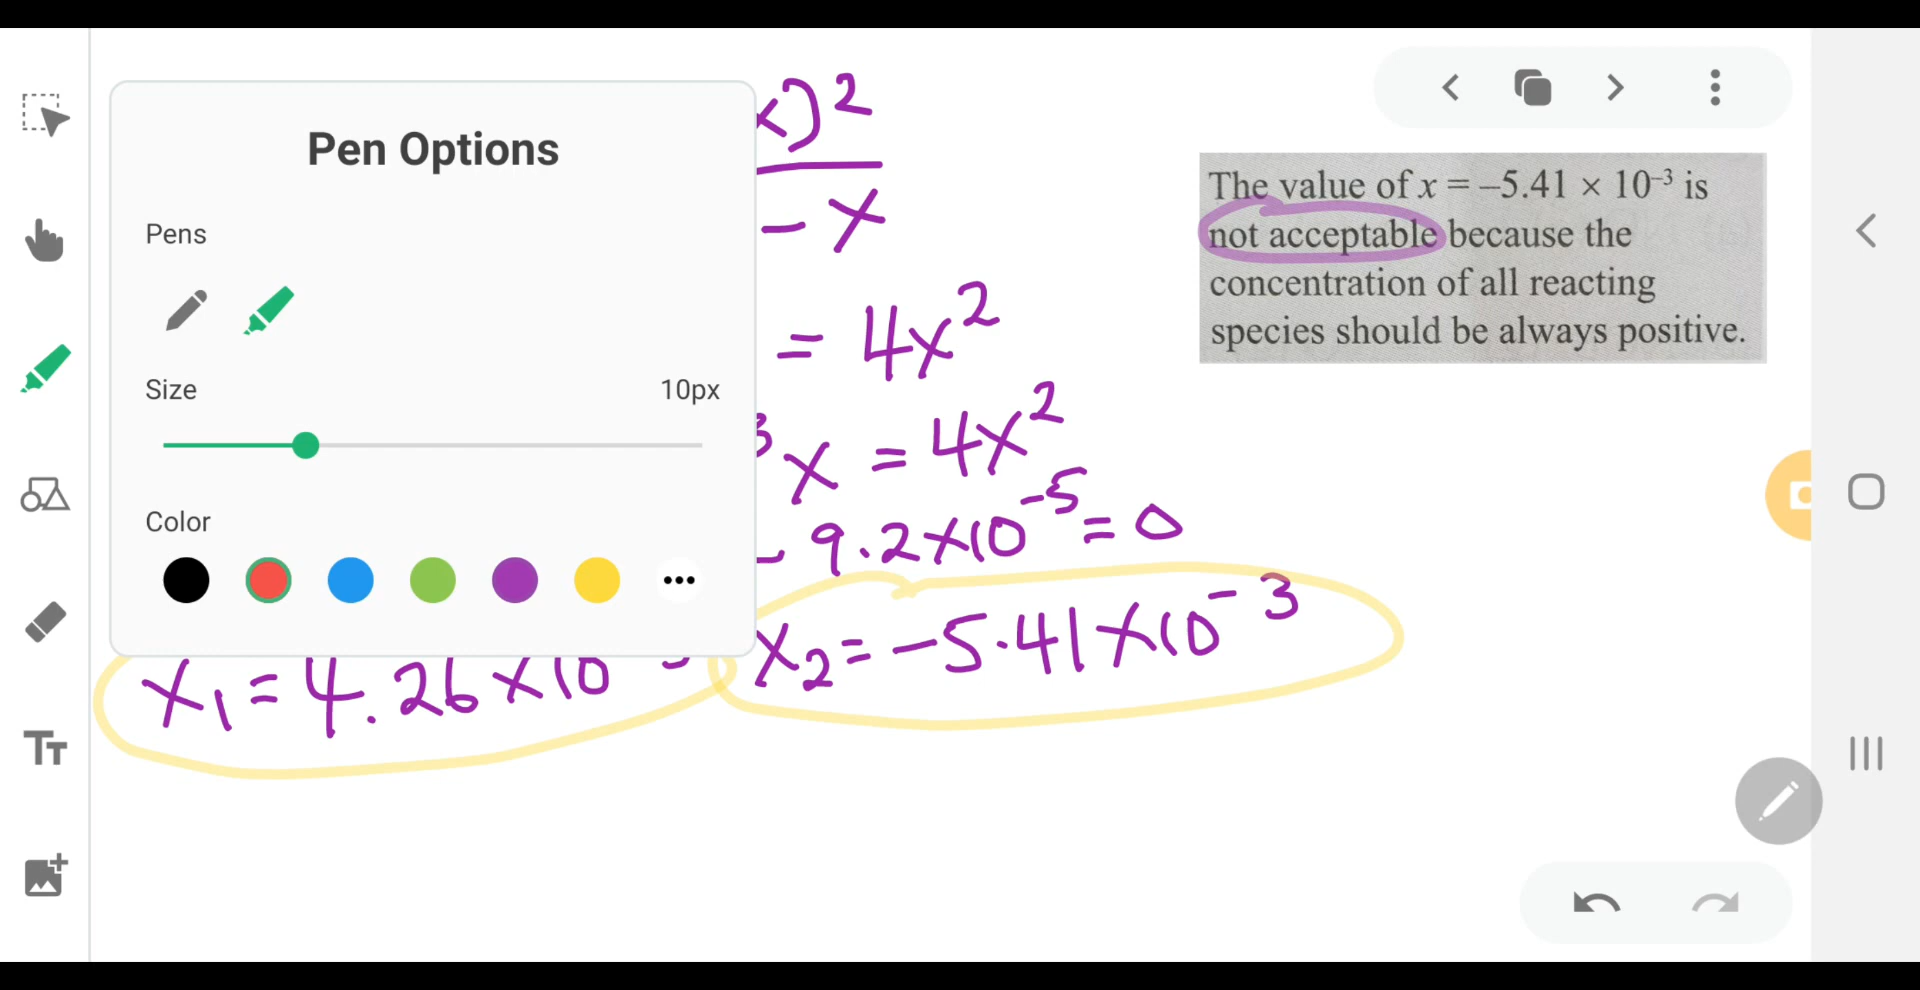 Pen Options
Pens
Size 10px
Color
x)²
- x
= 4x²
³x = 4x²
- 9.2×10⁻⁵ = 0
x₁ = 4.26×10
x₂ = -5.41×10⁻³
The value of x = –5.41 × 10⁻³ is
not acceptable because the
concentration of all reacting
species should be always positive.
TT